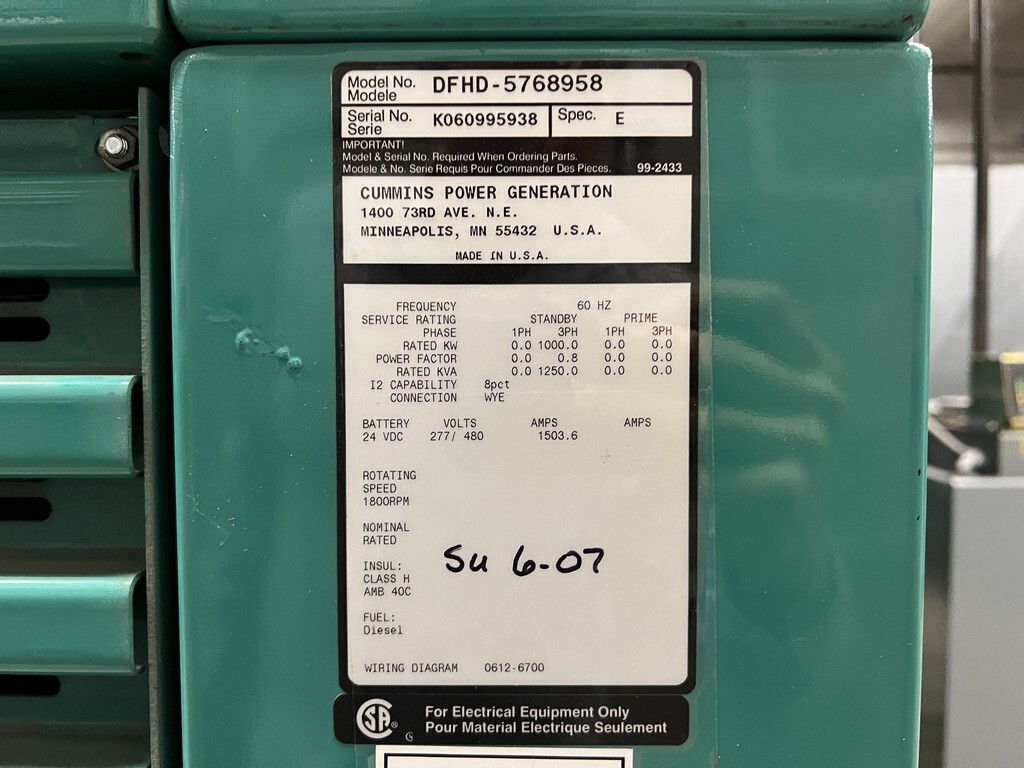 Model No. DFHD-5768958
Modele
Serial No. K060995938 Spec. E
Serie
IMPORTANT!
Model & Serial No. Required When Ordering Parts.
Modele & No. Serie Requis Pour Commander Des Pieces. 99-2433
CUMMINS POWER GENERATION
1400 73RD AVE. N.E.
MINNEAPOLIS, MN 55432 U.S.A.
MADE IN U.S.A.
FREQUENCY 60 HZ
SERVICE RATING STANDBY PRIME
PHASE 1PH 3PH 1PH 3PH
RATED KW 0.0 1000.0 0.0 0.0
POWER FACTOR 0.0 0.8 0.0 0.0
RATED KVA 0.0 1250.0 0.0 0.0
I2 CAPABILITY 8pct
CONNECTION WYE
BATTERY VOLTS AMPS AMPS
24 VDC 277/ 480 1503.6
ROTATING
SPEED
1800RPM
NOMINAL
RATED
Su 6-07
INSUL:
CLASS H
AMB 40C
FUEL:
Diesel
WIRING DIAGRAM 0612-6700
CSA ®
For Electrical Equipment Only
Pour Material Electrique Seulement